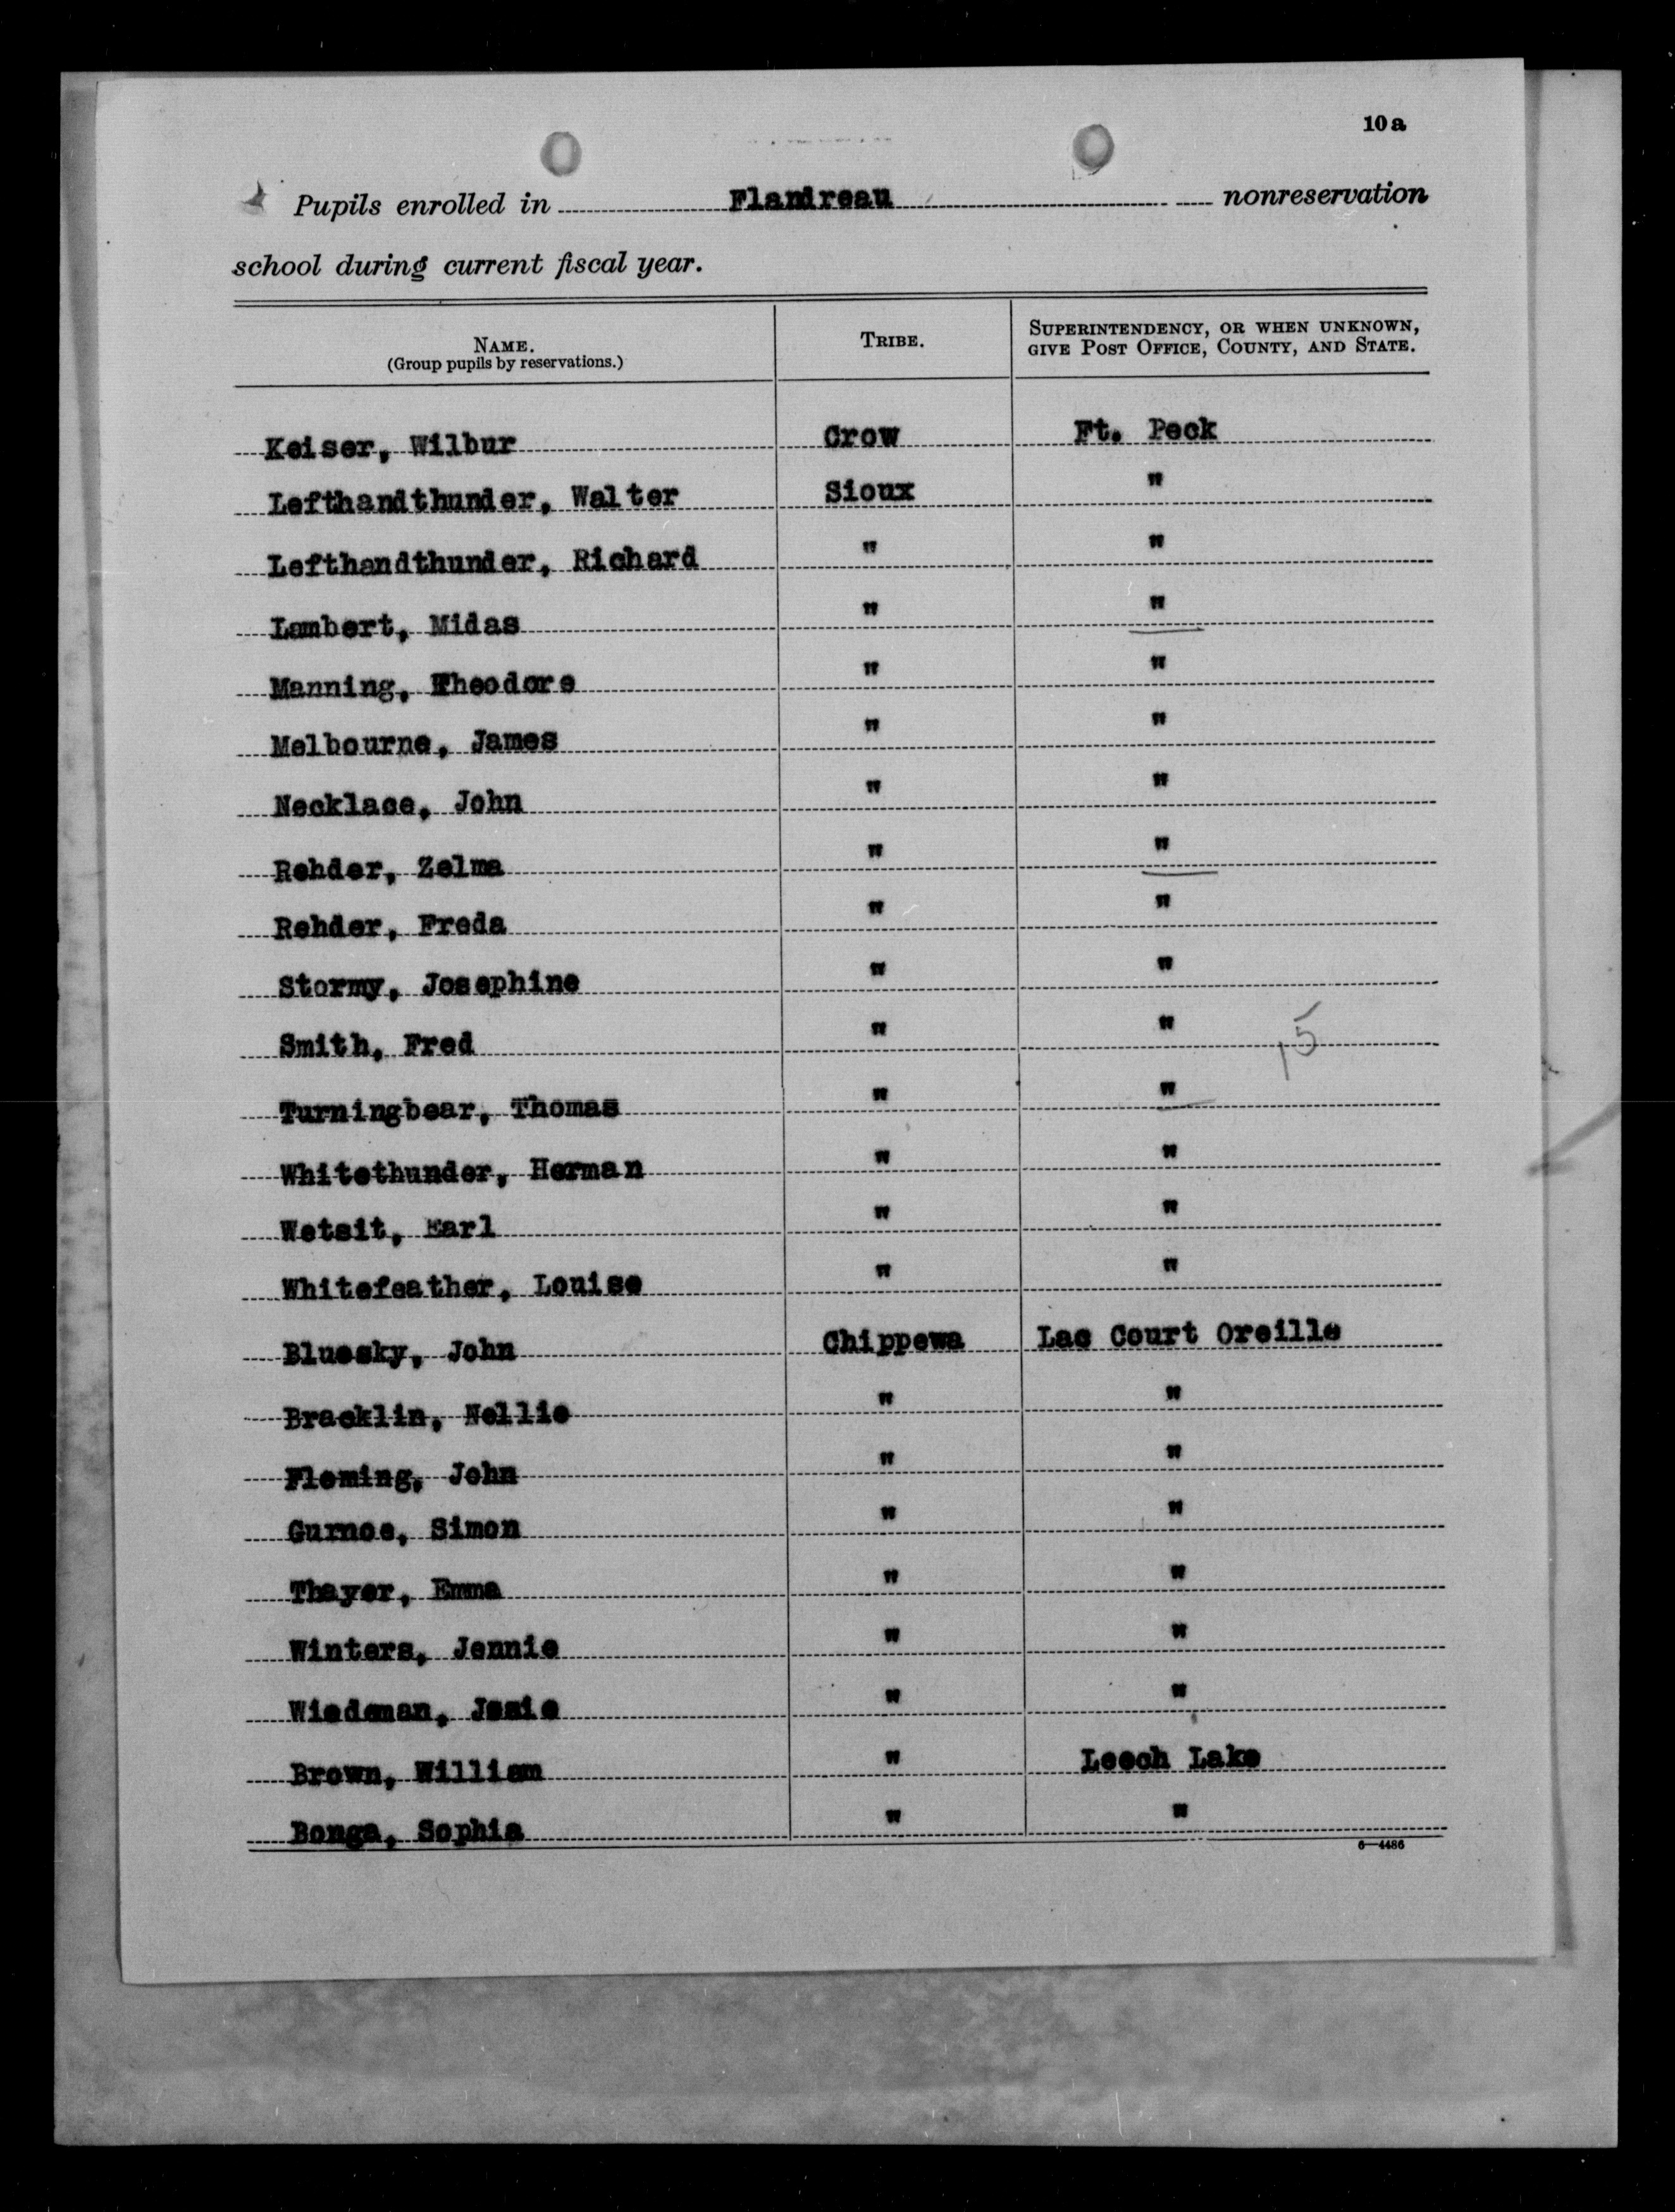 10a
Pupils enrolled in Flandreau nonreservation
school during current fiscal year.
NAME. TRIBE. SUPERINTENDENCY, OR WHEN UNKNOWN,
(Group pupils by reservations.) GIVE POST OFFICE, COUNTY, AND STATE.
Keiser, Wilbur Crow Ft. Peck
Lefthandthunder, Walter Sioux "
Lefthandthunder, Richard " "
Lambert, Midas " "
Manning, Theodore " "
Melbourne, James " "
Necklace, John " "
Rehder, Zelma " "
Rehder, Freda " "
Stormy, Josephine " "
Smith, Fred " " 15
Turningbear, Thomas " "
Whitethunder, Herman " "
Wetsit, Earl " "
Whitefeather, Louise " "
Bluesky, John Chippewa Lac Court Oreille
Bracklin, Nellie " "
Fleming, John " "
Gurnoe, Simon " "
Thayer, Emma " "
Winters, Jennie " "
Wiedeman, Josie " "
Brown, William " Leech Lake
Bonga, Sophia " "
6—4486